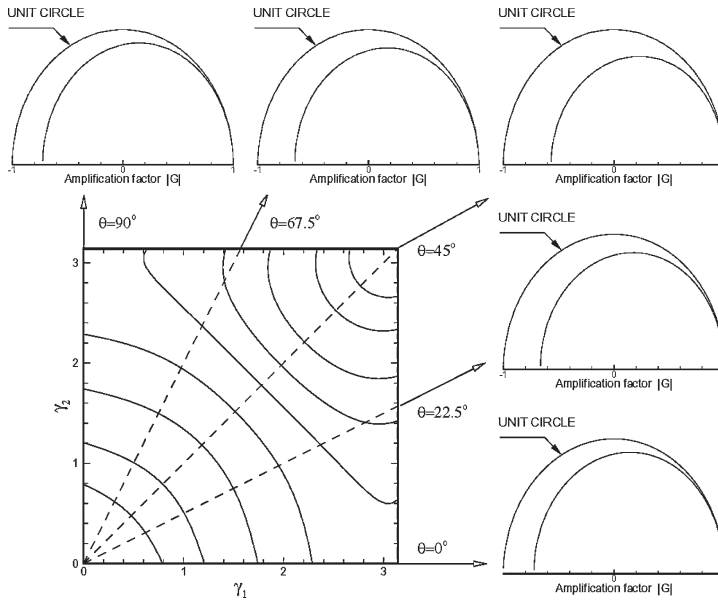 UNIT CIRCLE
UNIT CIRCLE
UNIT CIRCLE
-1 0 1
-1 0 1
-1 0
Amplification factor |G|
Amplification factor |G|
Amplification factor |G|
θ=90°
θ=67.5°
θ=45°
UNIT CIRCLE
-1 0
Amplification factor |G|
θ=22.5°
UNIT CIRCLE
-1 0
Amplification factor |G|
θ=0°
3
2
1
0
γ2
0 1 2 3
γ1